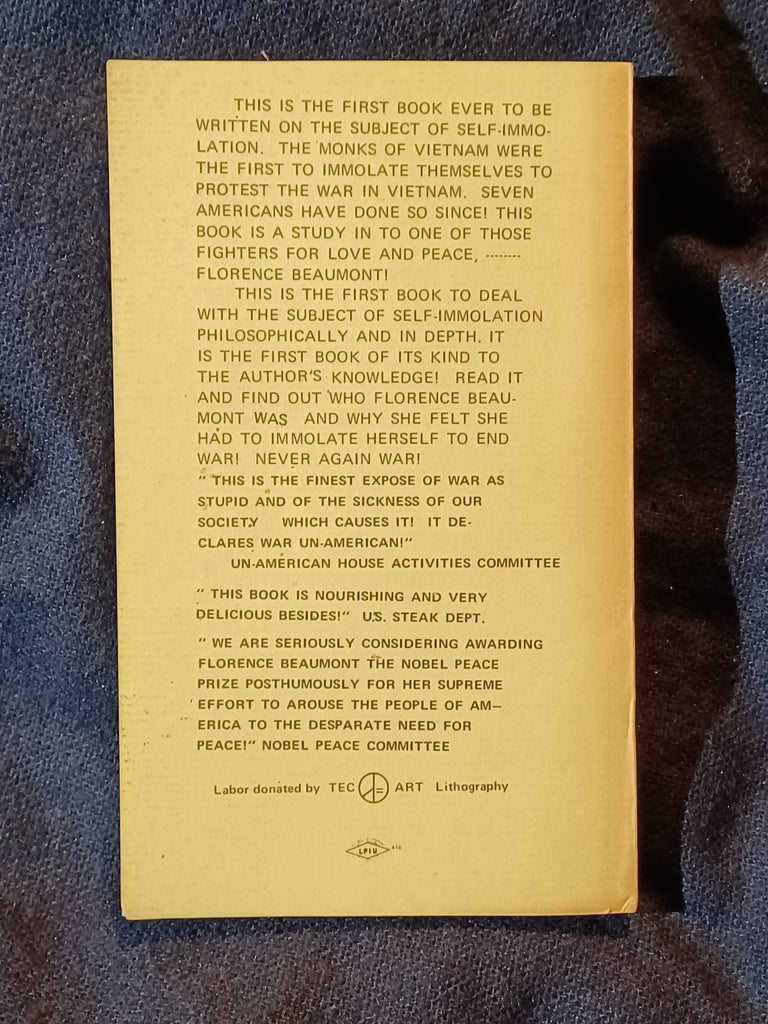 THIS IS THE FIRST BOOK EVER TO BE
WRITTEN ON THE SUBJECT OF SELF-IMMO-
LATION. THE MONKS OF VIETNAM WERE
THE FIRST TO IMMOLATE THEMSELVES TO
PROTEST THE WAR IN VIETNAM. SEVEN
AMERICANS HAVE DONE SO SINCE! THIS
BOOK IS A STUDY IN TO ONE OF THOSE
FIGHTERS FOR LOVE AND PEACE, --------
FLORENCE BEAUMONT!
THIS IS THE FIRST BOOK TO DEAL
WITH THE SUBJECT OF SELF-IMMOLATION
PHILOSOPHICALLY AND IN DEPTH. IT
IS THE FIRST BOOK OF ITS KIND TO
THE AUTHOR'S KNOWLEDGE! READ IT
AND FIND OUT WHO FLORENCE BEAU-
MONT WAS AND WHY SHE FELT SHE
HAD TO IMMOLATE HERSELF TO END
WAR! NEVER AGAIN WAR!
" THIS IS THE FINEST EXPOSE OF WAR AS
STUPID AND OF THE SICKNESS OF OUR
SOCIETY WHICH CAUSES IT! IT DE-
CLARES WAR UN-AMERICAN!"
UN-AMERICAN HOUSE ACTIVITIES COMMITTEE
" THIS BOOK IS NOURISHING AND VERY
DELICIOUS BESIDES!" U.S. STEAK DEPT.
" WE ARE SERIOUSLY CONSIDERING AWARDING
FLORENCE BEAUMONT THE NOBEL PEACE
PRIZE POSTHUMOUSLY FOR HER SUPREME
EFFORT TO AROUSE THE PEOPLE OF AM—
ERICA TO THE DESPARATE NEED FOR
PEACE!" NOBEL PEACE COMMITTEE
Labor donated by TEC ART Lithography
LPIU